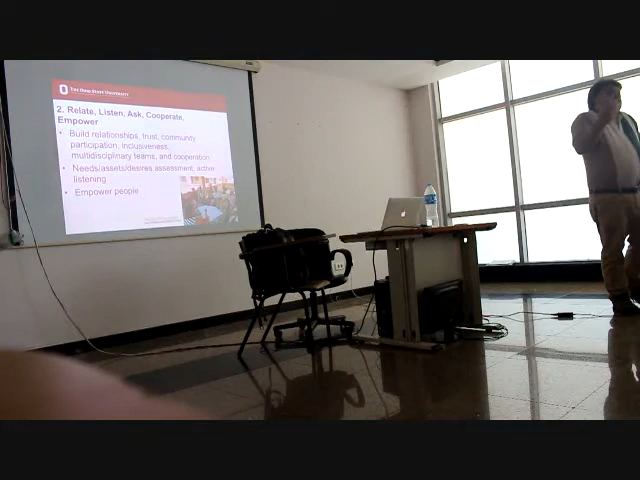 THE OHIO STATE UNIVERSITY
2. Relate, Listen, Ask, Cooperate,
Empower
• Build relationships, trust, community
participation, inclusiveness,
multidisciplinary teams, and cooperation
• Needs/assets/desires assessment, active
listening
• Empower people